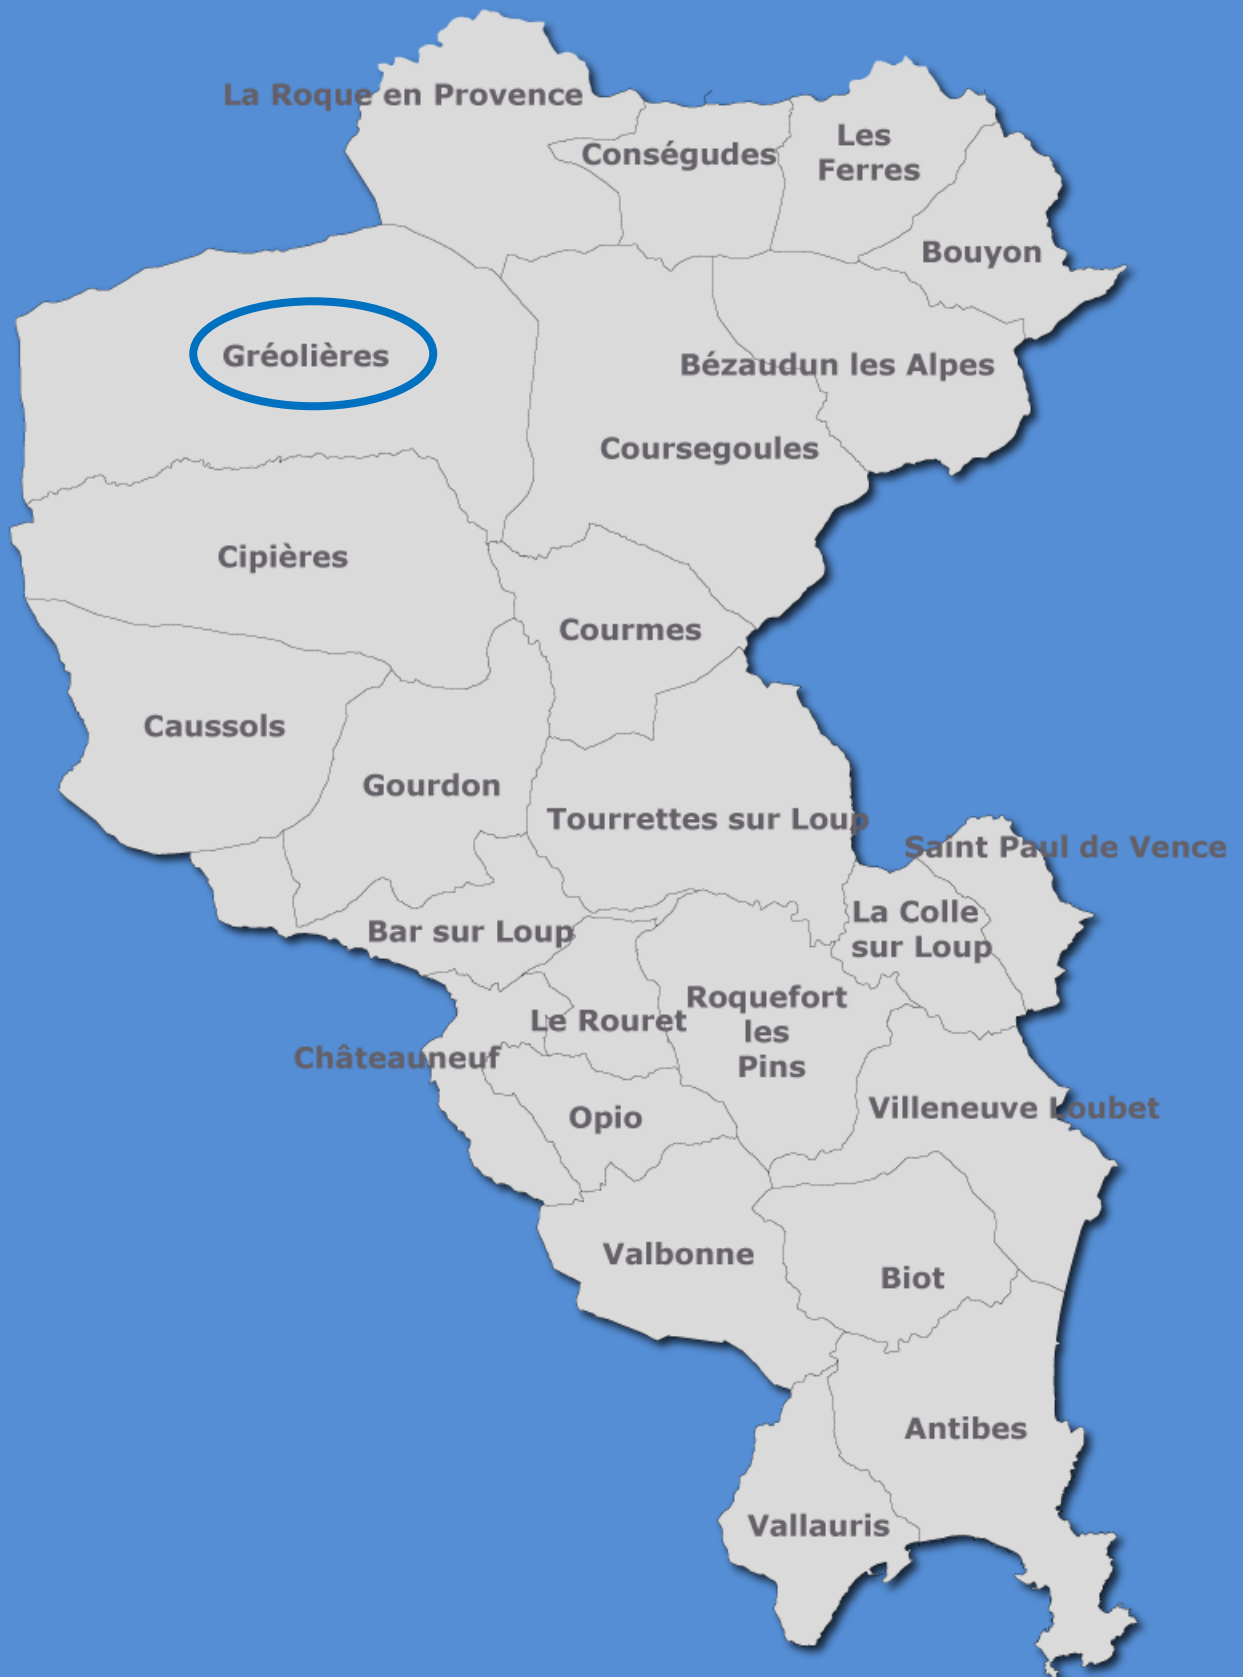 La Roque en Provence
Conségudes
Les
Ferres
Bouyon
Gréolières
Bézaudun les Alpes
Coursegoules
Cipières
Courmes
Caussols
Gourdon
Tourrettes sur Loup
Saint Paul de Vence
La Colle
sur Loup
Bar sur Loup
Roquefort
les
Pins
Le Rouret
Châteauneuf
Villeneuve Loubet
Opio
Valbonne
Biot
Antibes
Vallauris